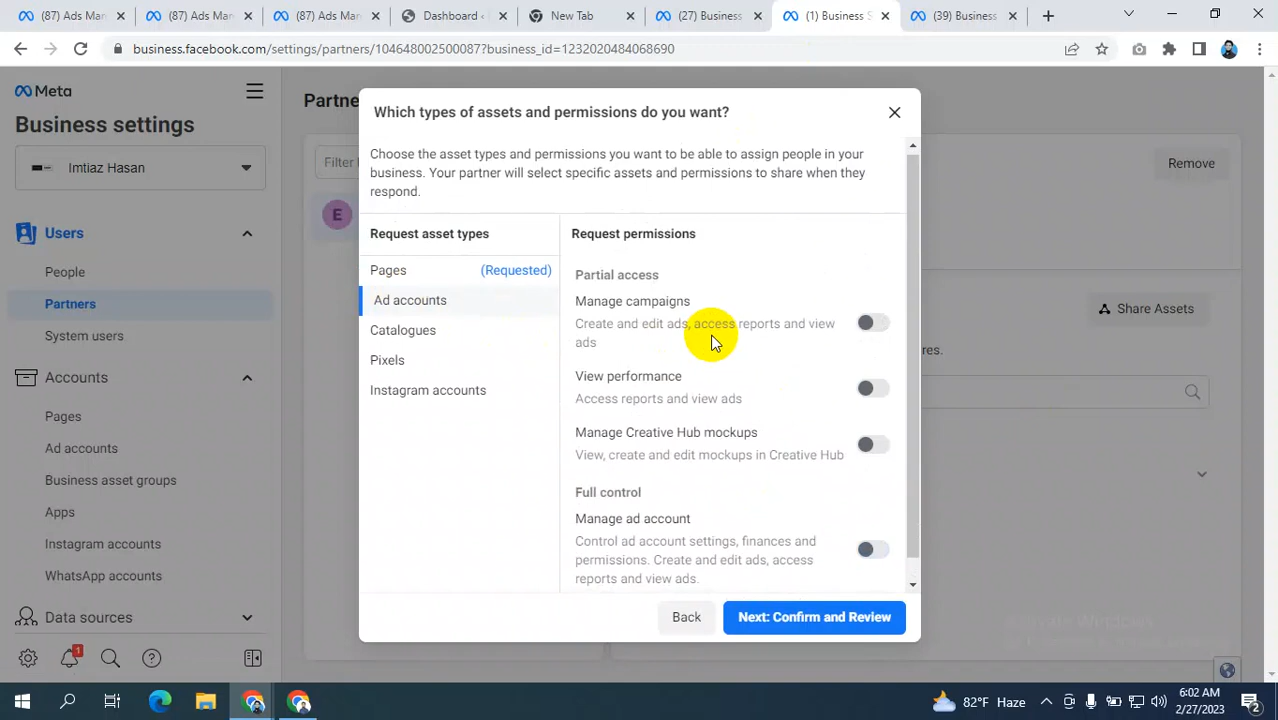 (87) Ads Mar
(87) Ads Mar
(87) Ads Mar
Dashboard ‹
New Tab
(27) Business
(1) Business S
(39) Business
business.facebook.com/settings/partners/104648002500087?business_id=1232020484068690
Meta
Business settings
Imtiaz Hasan
Users
People
Partners
System users
Accounts
Pages
Ad accounts
Business asset groups
Apps
Instagram accounts
WhatsApp accounts
Data sources
1
Partne
Filter
E
Remove
Share Assets
res.
Which types of assets and permissions do you want?
Choose the asset types and permissions you want to be able to assign people in your
business. Your partner will select specific assets and permissions to share when they
respond.
Request asset types
Pages (Requested)
Ad accounts
Catalogues
Pixels
Instagram accounts
Request permissions
Partial access
Manage campaigns
Create and edit ads, access reports and view
ads
View performance
Access reports and view ads
Manage Creative Hub mockups
View, create and edit mockups in Creative Hub
Full control
Manage ad account
Control ad account settings, finances and
permissions. Create and edit ads, access
reports and view ads.
Back
Next: Confirm and Review
Activate Windows
82°F Haze
6:02 AM
2/27/2023
2